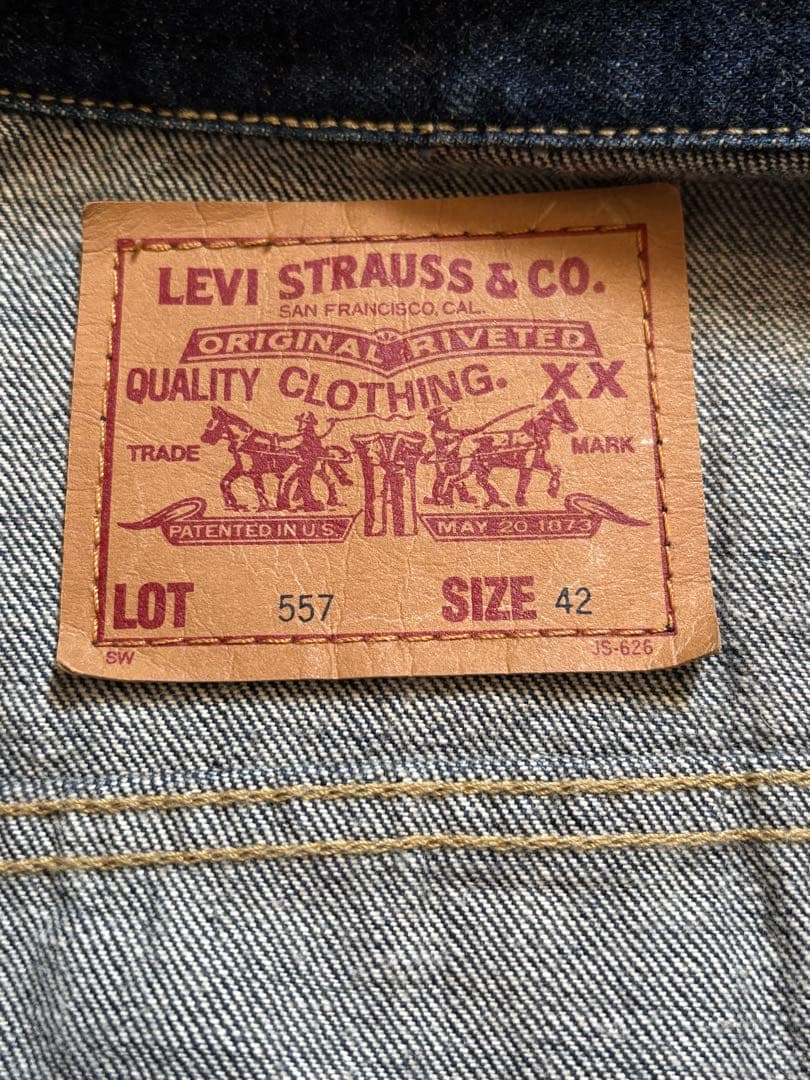 LEVI STRAUSS & CO.
SAN FRANCISCO, CAL.
ORIGINAL RIVETED
QUALITY CLOTHING. XX
TRADE MARK
PATENTED IN U.S. MAY 20 1873
LOT 557 SIZE 42
SW JS-626